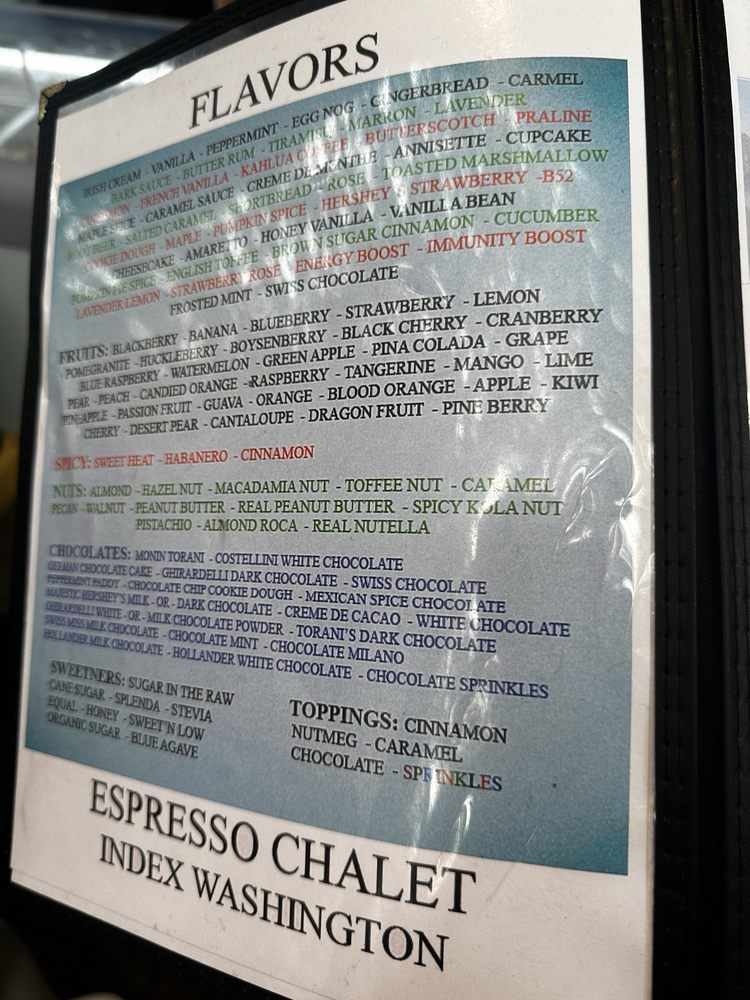 FLAVORS
IRISH CREAM - VANILLA - PEPPERMINT - EGG NOG - GINGERBREAD - CARMEL
BARK SAUCE - BUTTER RUM - TIRAMISU - MARRON - LAVENDER
CINNAMON - FRENCH VANILLA - KAHLUA COFFEE - BUTTERSCOTCH - PRALINE
MAPLE SPICE - CARAMEL SAUCE - CREME DE MENTHE - ANNISETTE - CUPCAKE
ROOT BEER - SALTED CARAMEL - SHORTBREAD - ROSE - TOASTED MARSHMALLOW
COOKIE DOUGH - MAPLE - PUMPKIN SPICE - HERSHEY'S STRAWBERRY -B52
CHEESECAKE - AMARETTO - HONEY VANILLA - VANILLA BEAN
PUMPKIN PIE SPICE - ENGLISH TOFFEE - BROWN SUGAR CINNAMON - CUCUMBER
LAVENDER LEMON - STRAWBERRY ROSE - ENERGY BOOST - IMMUNITY BOOST
FROSTED MINT - SWISS CHOCOLATE
FRUITS: BLACKBERRY - BANANA - BLUEBERRY - STRAWBERRY - LEMON
POMEGRANITE - HUCKLEBERRY - BOYSENBERRY - BLACK CHERRY - CRANBERRY
BLUE RASPBERRY - WATERMELON - GREEN APPLE - PINA COLADA - GRAPE
PEAR - PEACH - CANDIED ORANGE - RASPBERRY - TANGERINE - MANGO - LIME
PINEAPPLE - PASSION FRUIT - GUAVA - ORANGE - BLOOD ORANGE - APPLE - KIWI
CHERRY - DESERT PEAR - CANTALOUPE - DRAGON FRUIT - PINE BERRY
SPICY: SWEET HEAT - HABANERO - CINNAMON
NUTS: ALMOND - HAZEL NUT - MACADAMIA NUT - TOFFEE NUT - CARAMEL
PECAN - WALNUT - PEANUT BUTTER - REAL PEANUT BUTTER - SPICY KOLA NUT
PISTACHIO - ALMOND ROCA - REAL NUTELLA
CHOCOLATES: MONIN TORANI - COSTELLINI WHITE CHOCOLATE
GERMAN CHOCOLATE CAKE - GHIRARDELLI DARK CHOCOLATE - SWISS CHOCOLATE
PEPPERMINT PADDY - CHOCOLATE CHIP COOKIE DOUGH - MEXICAN SPICE CHOCOLATE
MAJESTIC HERSHEY'S MILK - OR - DARK CHOCOLATE - CREME DE CACAO - WHITE CHOCOLATE
GHIRARDELLI WHITE - OR - MILK CHOCOLATE POWDER - TORANI'S DARK CHOCOLATE
SWISS MISS MILK CHOCOLATE - CHOCOLATE MINT - CHOCOLATE MILANO
HOLLANDER MILK CHOCOLATE - HOLLANDER WHITE CHOCOLATE - CHOCOLATE SPRINKLES
SWEETNERS: SUGAR IN THE RAW
CANE SUGAR - SPLENDA - STEVIA
EQUAL - HONEY - SWEET'N LOW
ORGANIC SUGAR - BLUE AGAVE
TOPPINGS: CINNAMON
NUTMEG - CARAMEL
CHOCOLATE - SPRINKLES
ESPRESSO CHALET
INDEX WASHINGTON